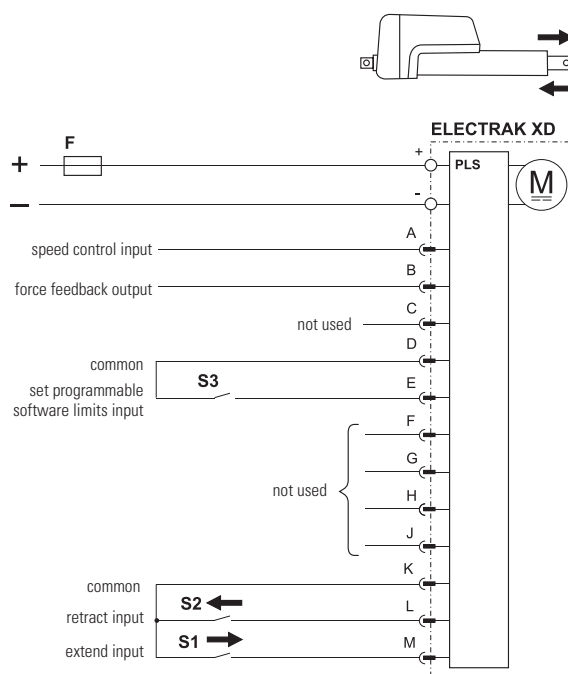 ELECTRAK XD
F
+
+
PLS
M
—
-
A
speed control input
B
force feedback output
C
not used
D
common
S3
E
set programmable
software limits input
F
G
not used
H
J
K
common
S2
L
retract input
S1
M
extend input